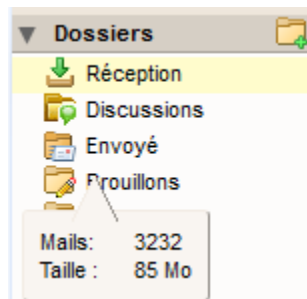 Dossiers
Réception
Discussions
Envoyé
Brouillons
Mails: 3232
Taille : 85 Mo